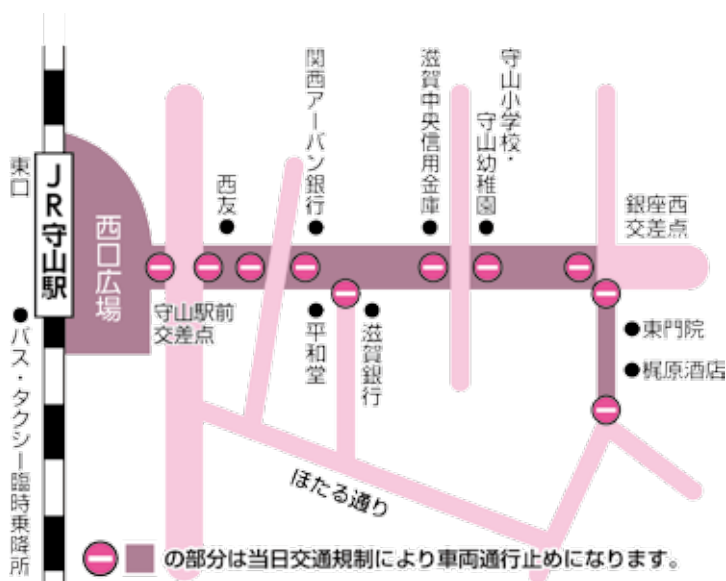 東口
JR守山駅
西口広場
バス・タクシー臨時乗降所
守山駅前
交差点
西友
関西アーバン銀行
平和堂
滋賀銀行
滋賀中央信用金庫
守山小学校・
守山幼稚園
銀座西
交差点
東門院
梶原酒店
ほたる通り
の部分は当日交通規制により車両通行止めになります。